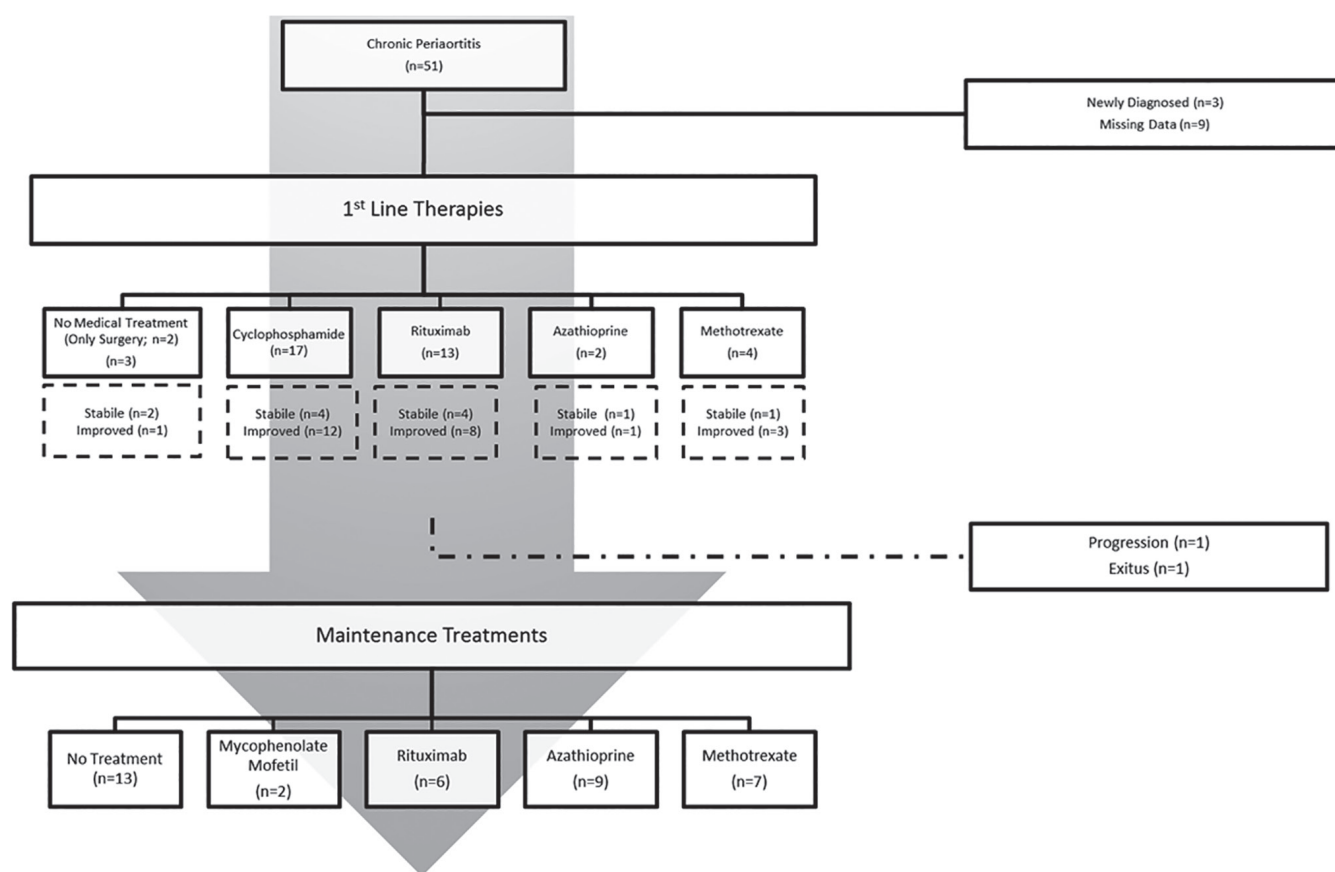 Chronic Periaortitis
(n=51)
Newly Diagnosed (n=3)
Missing Data (n=9)
1st Line Therapies
No Medical Treatment
(Only Surgery; n=2)
(n=3)
Cyclophosphamide
(n=17)
Rituximab
(n=13)
Azathioprine
(n=2)
Methotrexate
(n=4)
Stabile (n=2)
Improved (n=1)
Stabile (n=4)
Improved (n=12)
Stabile (n=4)
Improved (n=8)
Stabile (n=1)
Improved (n=1)
Stabile (n=1)
Improved (n=3)
Progression (n=1)
Exitus (n=1)
Maintenance Treatments
No Treatment
(n=13)
Mycophenolate
Mofetil
(n=2)
Rituximab
(n=6)
Azathioprine
(n=9)
Methotrexate
(n=7)